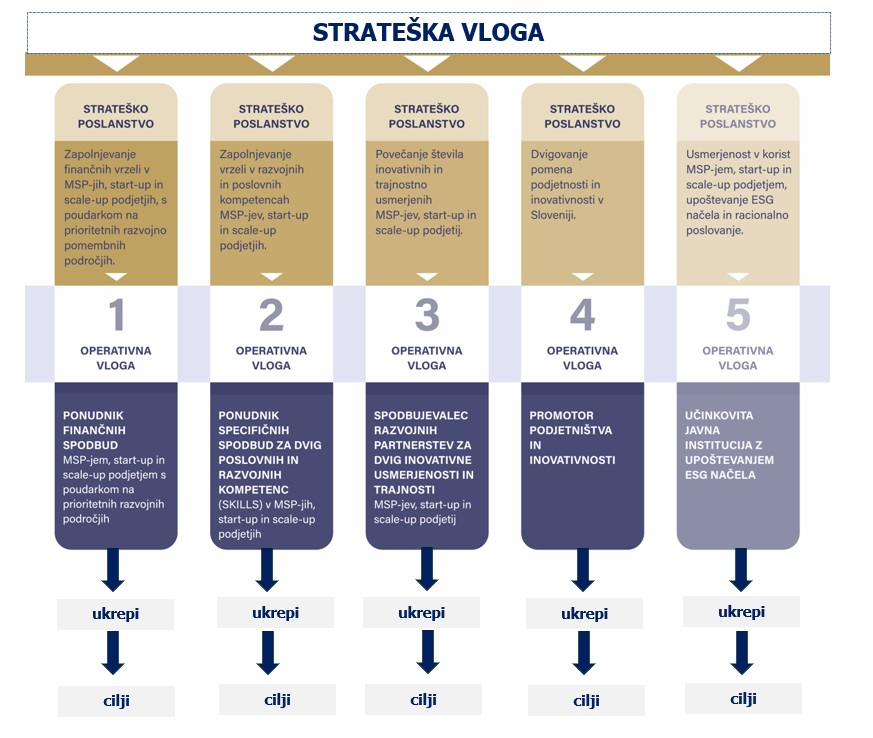 STRATEŠKA VLOGA
STRATEŠKO
POSLANSTVO
Zapolnjevanje
finančnih vrzeli v
MSP-jih, start-up in
scale-up podjetjih, s
poudarkom na
prioritetnih razvojno
pomembnih
področjih.
1
OPERATIVNA
VLOGA
PONUDNIK
FINANČNIH
SPODBUD
MSP-jem, start-up in
scale-up podjetjem s
poudarkom na
prioritetnih razvojnih
področjih
ukrepi
cilji
STRATEŠKO
POSLANSTVO
Zapolnjevanje
vrzeli v razvojnih
in poslovnih
kompetencah
MSP-jev, start-up
in scale-up
podjetjih.
2
OPERATIVNA
VLOGA
PONUDNIK
SPECIFIČNIH
SPODBUD ZA DVIG
POSLOVNIH IN
RAZVOJNIH
KOMPETENC
(SKILLS) v MSP-jih,
start-up in scale-up
podjetjih
ukrepi
cilji
STRATEŠKO
POSLANSTVO
Povečanje števila
inovativnih in
trajnostno
usmerjenih
MSP-jev, start-up in
scale-up podjetij.
3
OPERATIVNA
VLOGA
SPODBUJEVALEC
RAZVOJNIH
PARTNERSTEV ZA
DVIG INOVATIVNE
USMERJENOSTI IN
TRAJNOSTI
MSP-jev, start-up in
scale-up podjetij
ukrepi
cilji
STRATEŠKO
POSLANSTVO
Dvigovanje
pomena
podjetnosti in
inovativnosti v
Sloveniji.
4
OPERATIVNA
VLOGA
PROMOTOR
PODJETNIŠTVA
IN
INOVATIVNOSTI
ukrepi
cilji
STRATEŠKO
POSLANSTVO
Usmerjenost v korist
MSP-jem, start-up in
scale-up podjetjem,
upoštevanje ESG
načela in racionalno
poslovanje.
5
OPERATIVNA
VLOGA
UČINKOVITA
JAVNA
INSTITUCIJA Z
UPOŠTEVANJEM
ESG NAČELA
ukrepi
cilji